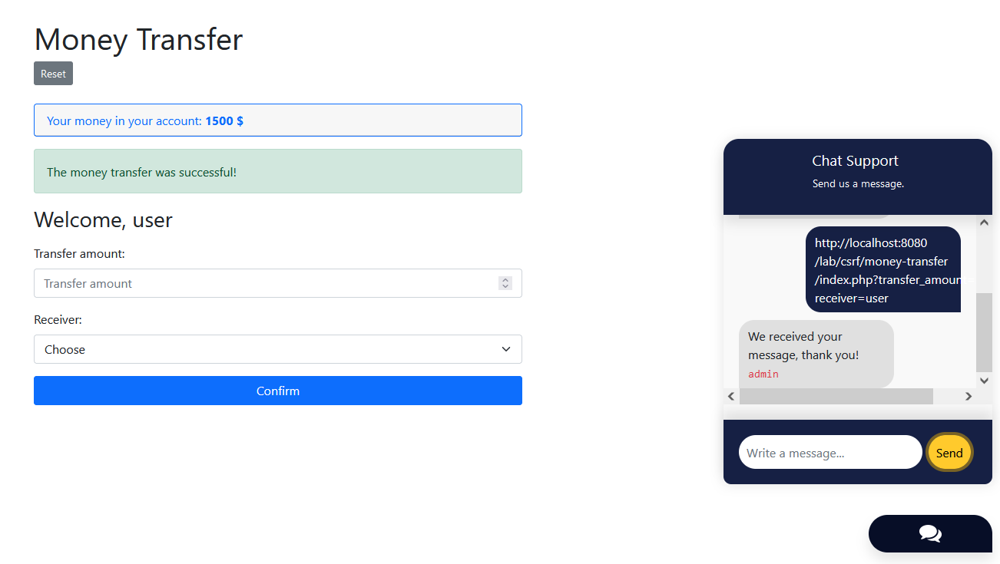 Money Transfer
Reset
Your money in your account: 1500 $
The money transfer was successful!
Welcome, user
Transfer amount:
Transfer amount
Receiver:
Choose
Confirm
Chat Support
Send us a message.
http://localhost:8080
/lab/csrf/money-transfer
/index.php?transfer_amount=
receiver=user
We received your
message, thank you!
admin
Write a message...
Send